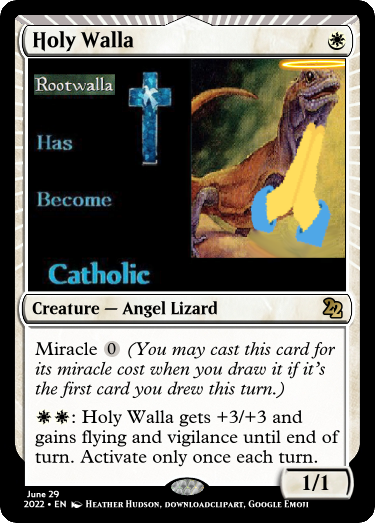 Holy Walla
Rootwalla
Has
Become
Catholic
Creature — Angel Lizard
Miracle 0 (You may cast this card for
its miracle cost when you draw it if it's
the first card you drew this turn.)
: Holy Walla gets +3/+3 and
gains flying and vigilance until end of
turn. Activate only once each turn.
1/1
June 29
2022 • EN Heather Hudson, downloadclipart, Google Emoji